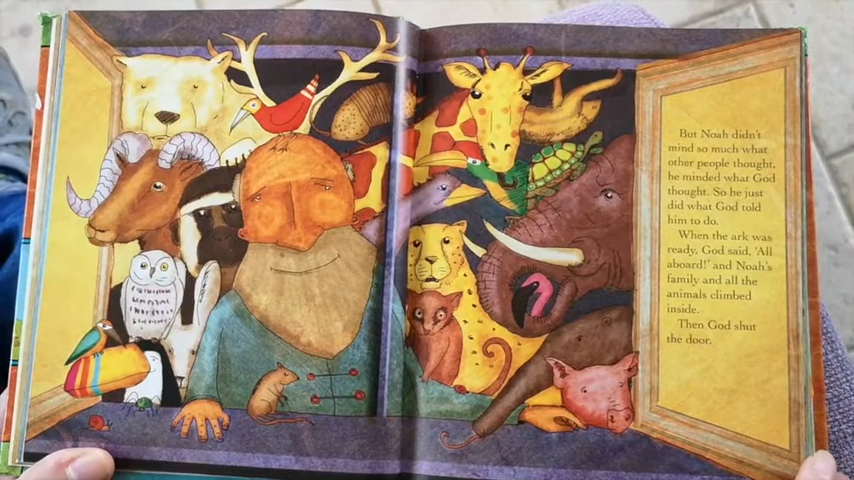 But Noah didn't
mind so much what
other people thought,
he minded what God
thought. So he just
did what God told
him to do.
When the ark was
ready, God said, 'All
aboard!' and Noah's
family and all the
animals climbed
inside.
Then God shut
the door.